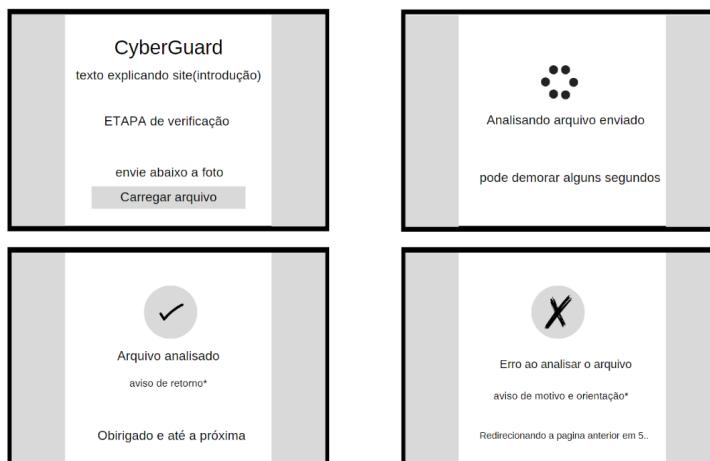 CyberGuard
texto explicando site(introdução)
ETAPA de verificação
envie abaixo a foto
Carregar arquivo
Analisando arquivo enviado
pode demorar alguns segundos
Arquivo analisado
aviso de retorno*
Obirigado e até a próxima
Erro ao analisar o arquivo
aviso de motivo e orientação*
Redirecionando a pagina anterior em 5..